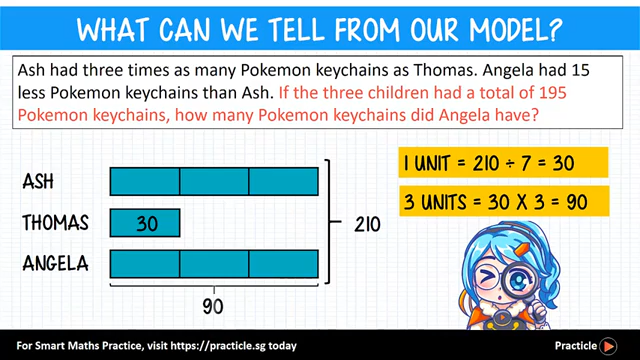 WHAT CAN WE TELL FROM OUR MODEL?
Ash had three times as many Pokemon keychains as Thomas. Angela had 15
less Pokemon keychains than Ash. If the three children had a total of 195
Pokemon keychains, how many Pokemon keychains did Angela have?
1 UNIT = 210 ÷ 7 = 30
3 UNITS = 30 X 3 = 90
ASH
THOMAS 30
210
ANGELA
90
For Smart Maths Practice, visit https://practicle.sg today
Practicle